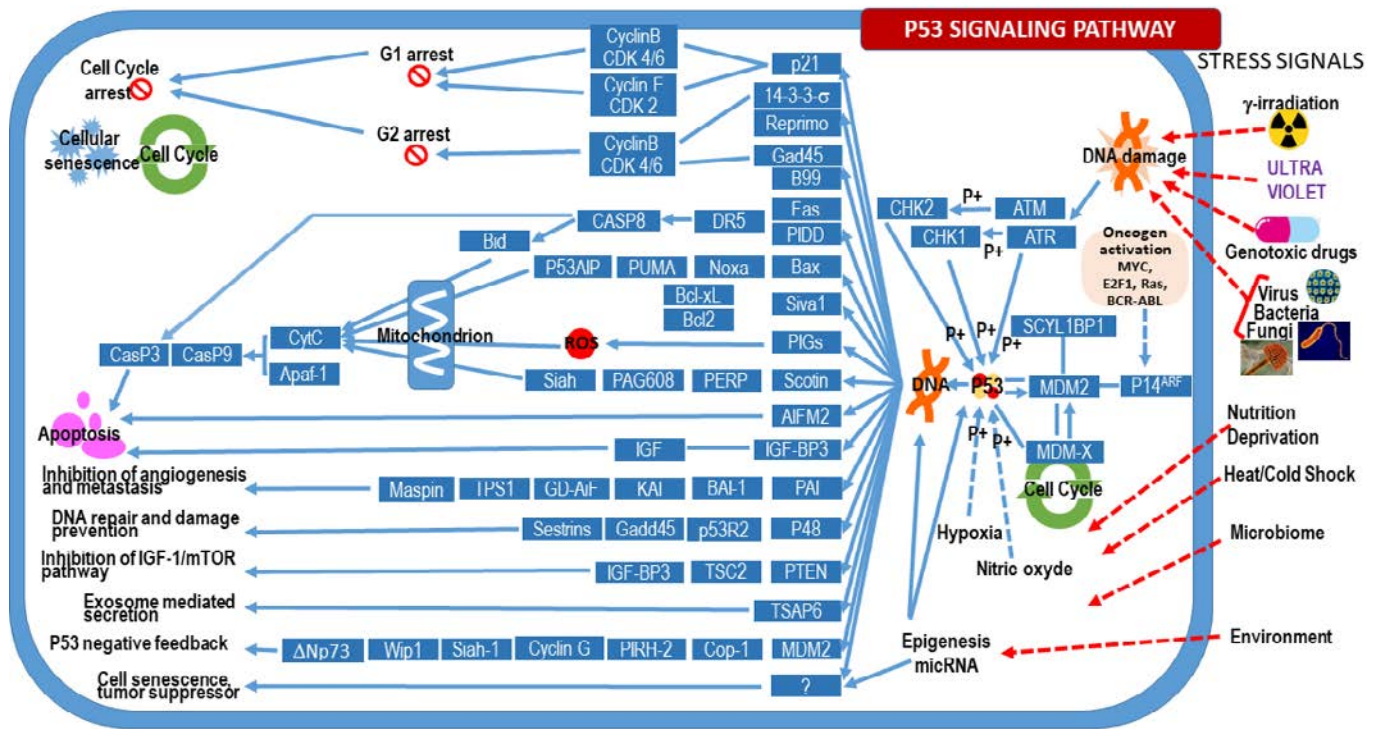 P53 SIGNALING PATHWAY
STRESS SIGNALS
γ-irradiation
ULTRA
VIOLET
Genotoxic drugs
Virus
Bacteria
Fungi
Nutrition
Deprivation
Heat/Cold Shock
Microbiome
Environment
Cell Cycle
arrest
G1 arrest
CyclinB
CDK 4/6
p21
Cyclin F
CDK 2
14-3-3-σ
Reprimo
Cellular
senescence
Cell Cycle
G2 arrest
CyclinB
CDK 4/6
Gad45
B99
DNA damage
P+
CHK2
ATM
CHK1
ATR
P+
Oncogen
activation
MYC,
E2F1, Ras,
BCR-ABL
CASP8
DR5
Fas
PIDD
Bid
P53AIP
PUMA
Noxa
Bax
Bcl-xL
Bcl2
Siva1
Mitochondrion
CytC
Apaf-1
CasP3
CasP9
ROS
PIGs
Siah
PAG608
PERP
Scotin
P+
P+
P+
SCYL1BP1
DNA
P53
MDM2
P14ARF
P+
P+
MDM-X
Cell Cycle
Hypoxia
Nitric oxyde
AIFM2
Apoptosis
IGF
IGF-BP3
Inhibition of angiogenesis
and metastasis
Maspin
TPS1
GD-AiF
KAI
BAI-1
PAI
DNA repair and damage
prevention
Sestrins
Gadd45
p53R2
P48
Inhibition of IGF-1/mTOR
pathway
IGF-BP3
TSC2
PTEN
Exosome mediated
secretion
TSAP6
P53 negative feedback
ΔNp73
Wip1
Siah-1
Cyclin G
PIRH-2
Cop-1
MDM2
Epigenesis
micRNA
Cell senescence,
tumor suppressor
?